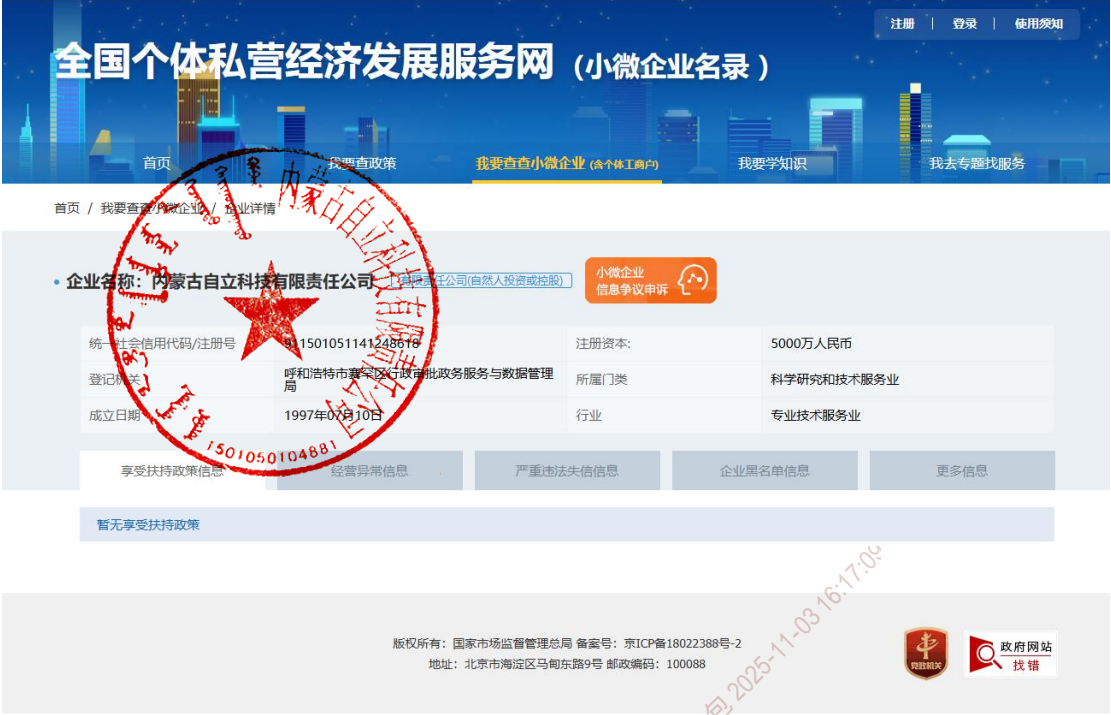 注册 | 登录 | 使用须知
全国个体私营经济发展服务网（小微企业名录）
首页 我要查政策 我要查查小微企业（含个体工商户） 我要学知识 我去专题找服务
首页 / 我要查查小微企业 / 企业详情
企业名称：内蒙古自立科技有限责任公司 有限责任公司(自然人投资或控股)
小微企业
信息争议申诉
统一社会信用代码/注册号 911501051141248618 注册资本: 5000万人民币
登记机关 呼和浩特市赛罕区行政审批政务服务与数据管理
局 所属门类 科学研究和技术服务业
成立日期 1997年07月10日 行业 专业技术服务业
内蒙古自立科技有限责任公司
1501050104881
享受扶持政策信息 经营异常信息 严重违法失信信息 企业黑名单信息 更多信息
暂无享受扶持政策
版权所有：国家市场监督管理总局 备案号：京ICP备18022388号-2
地址：北京市海淀区马甸东路9号 邮政编码：100088
党政机关
政府网站
找错
包 2025-11-03 16:17:09